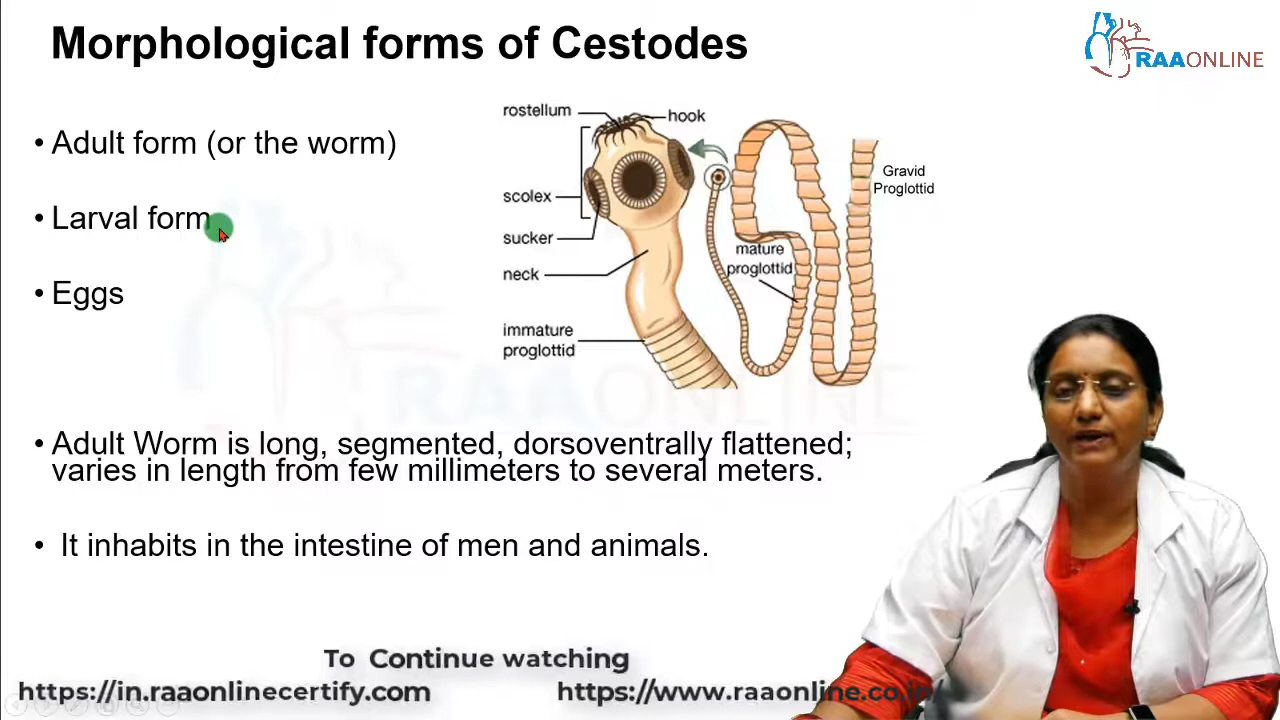 Morphological forms of Cestodes
RAAONLINE
• Adult form (or the worm)
• Larval form
• Eggs
rostellum
hook
scolex
sucker
neck
immature
proglottid
mature
proglottid
Gravid
Proglottid
RAAONLINE
• Adult Worm is long, segmented, dorsoventrally flattened;
varies in length from few millimeters to several meters.
• It inhabits in the intestine of men and animals.
To Continue watching
https://in.raaonlinecertify.com
https://www.raaonline.co.in/